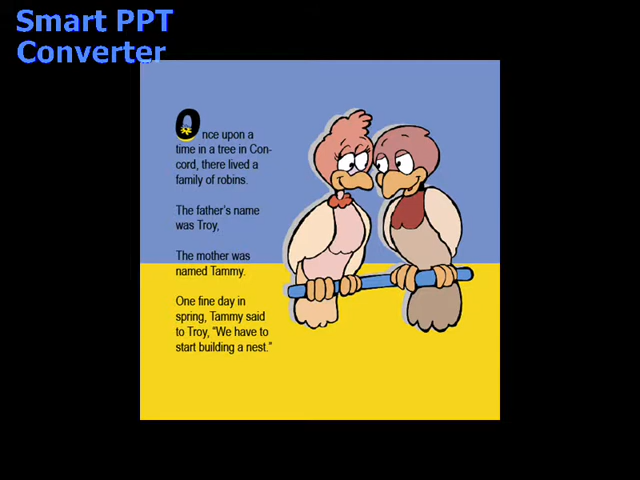 Smart PPT
Converter
Once upon a
time in a tree in Con-
cord, there lived a
family of robins.
The father's name
was Troy,
The mother was
named Tammy.
One fine day in
spring, Tammy said
to Troy, “We have to
start building a nest.”